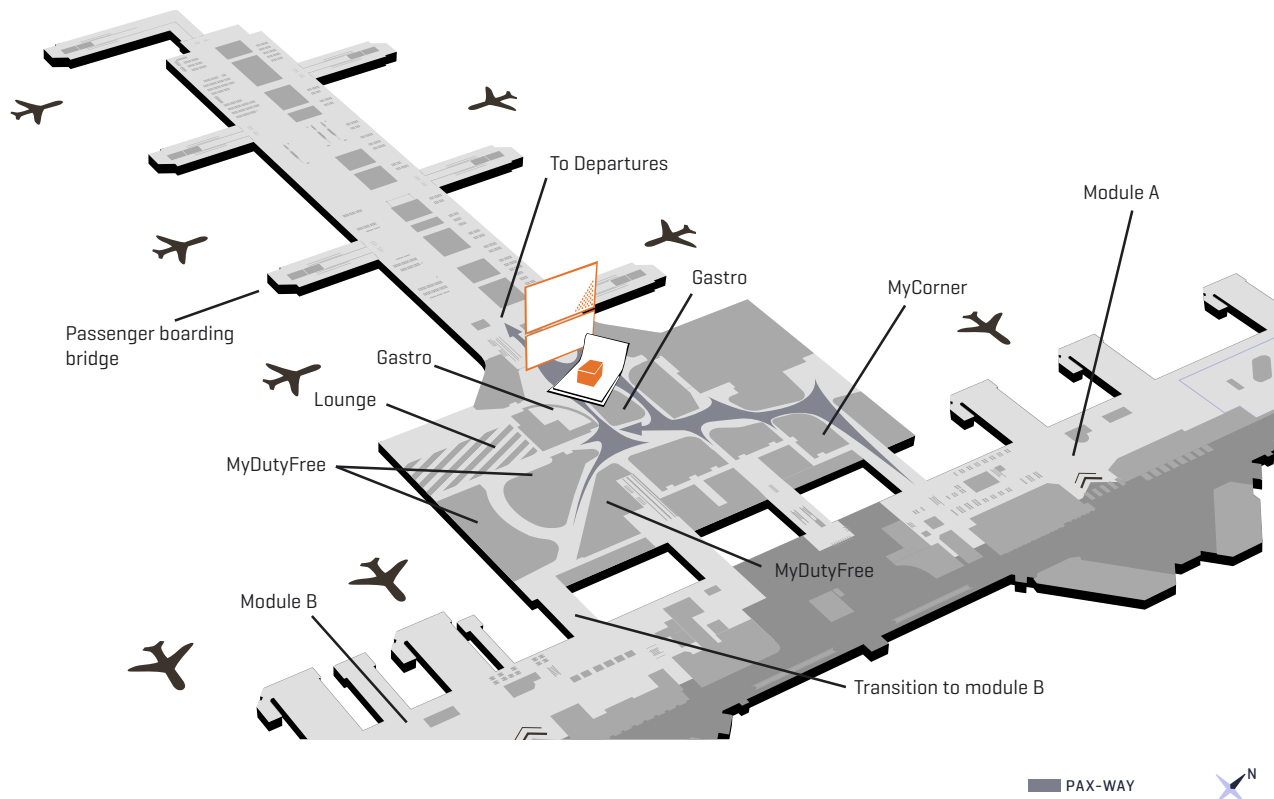 To Departures
Module A
Gastro
MyCorner
Passenger boarding
bridge
Gastro
Lounge
MyDutyFree
MyDutyFree
Module B
Transition to module B
PAX-WAY
N